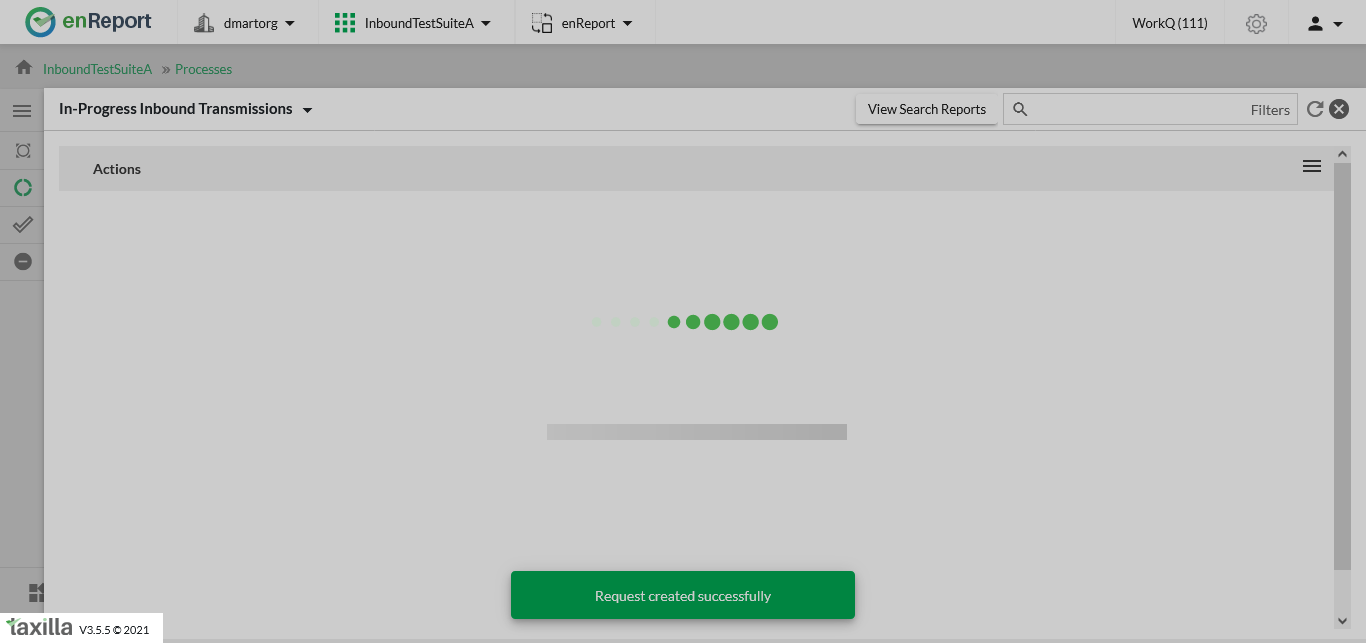 enReport dmartorg InboundTestSuiteA enReport WorkQ (111)
InboundTestSuiteA » Processes
In-Progress Inbound Transmissions View Search Reports Filters
Actions
Request created successfully
taxilla V3.5.5 © 2021